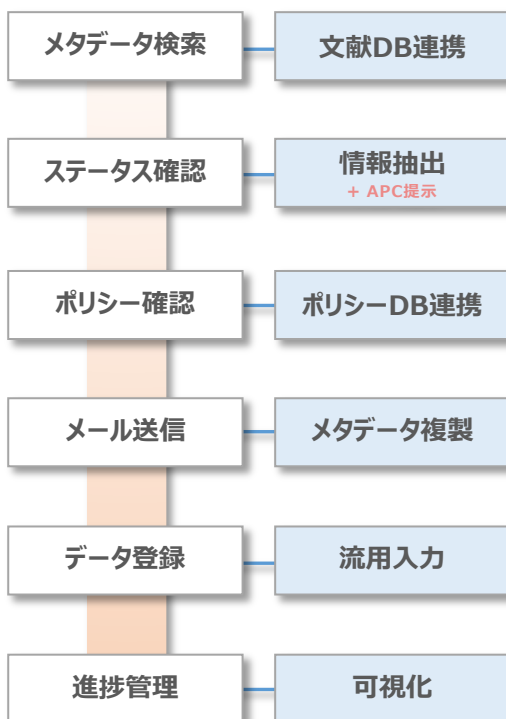 メタデータ検索
文献DB連携
ステータス確認
情報抽出
+ APC提示
ポリシー確認
ポリシーDB連携
メール送信
メタデータ複製
データ登録
流用入力
進捗管理
可視化